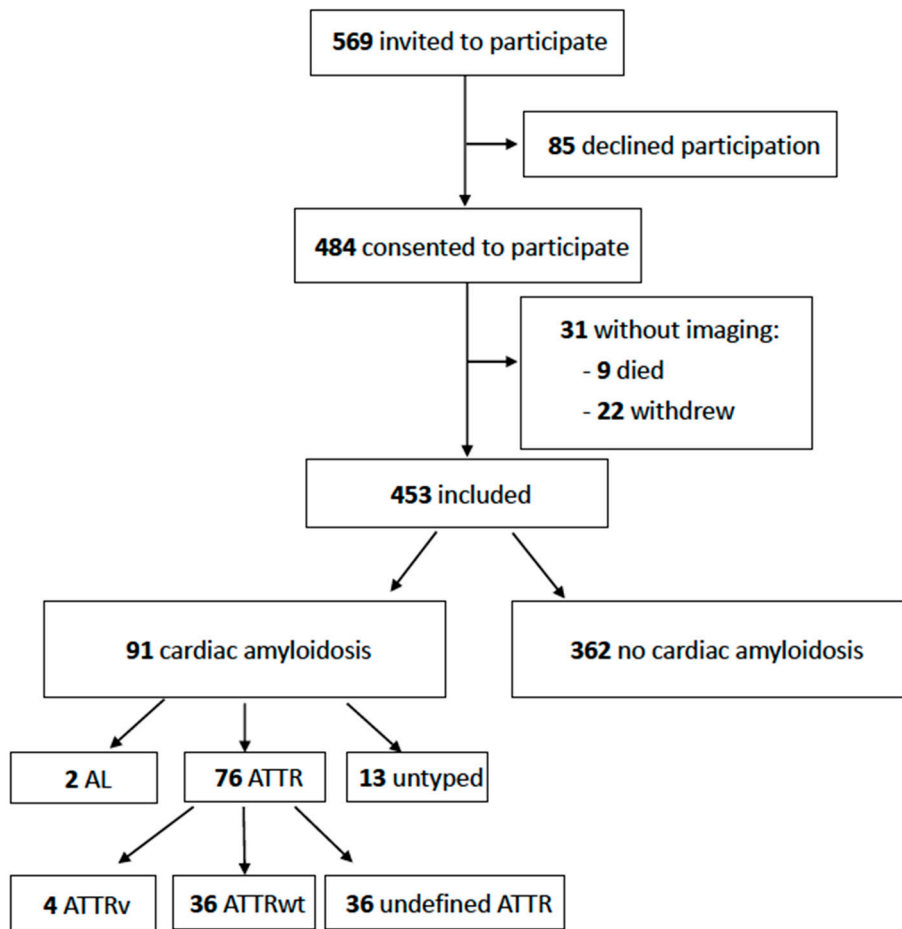 569 invited to participate
85 declined participation
484 consented to participate
31 without imaging:
- 9 died
- 22 withdrew
453 included
91 cardiac amyloidosis
362 no cardiac amyloidosis
2 AL
76 ATTR
13 untyped
4 ATTRv
36 ATTRwt
36 undefined ATTR